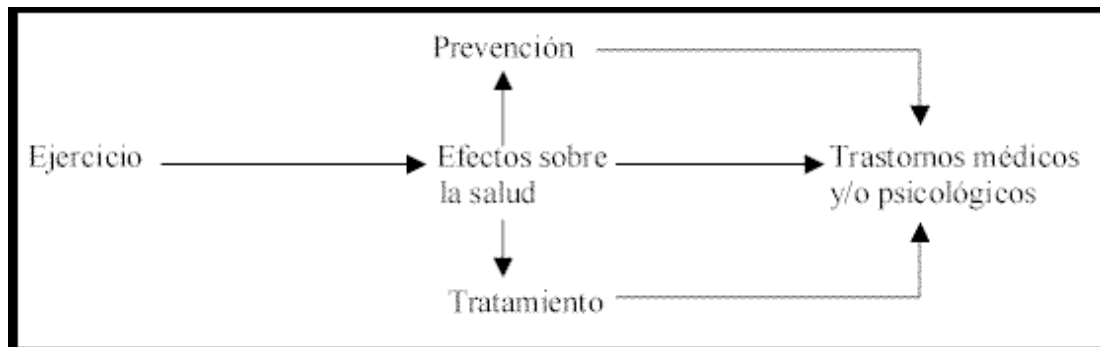 Prevención
Ejercicio
Efectos sobre
la salud
Trastornos médicos
y/o psicológicos
Tratamiento